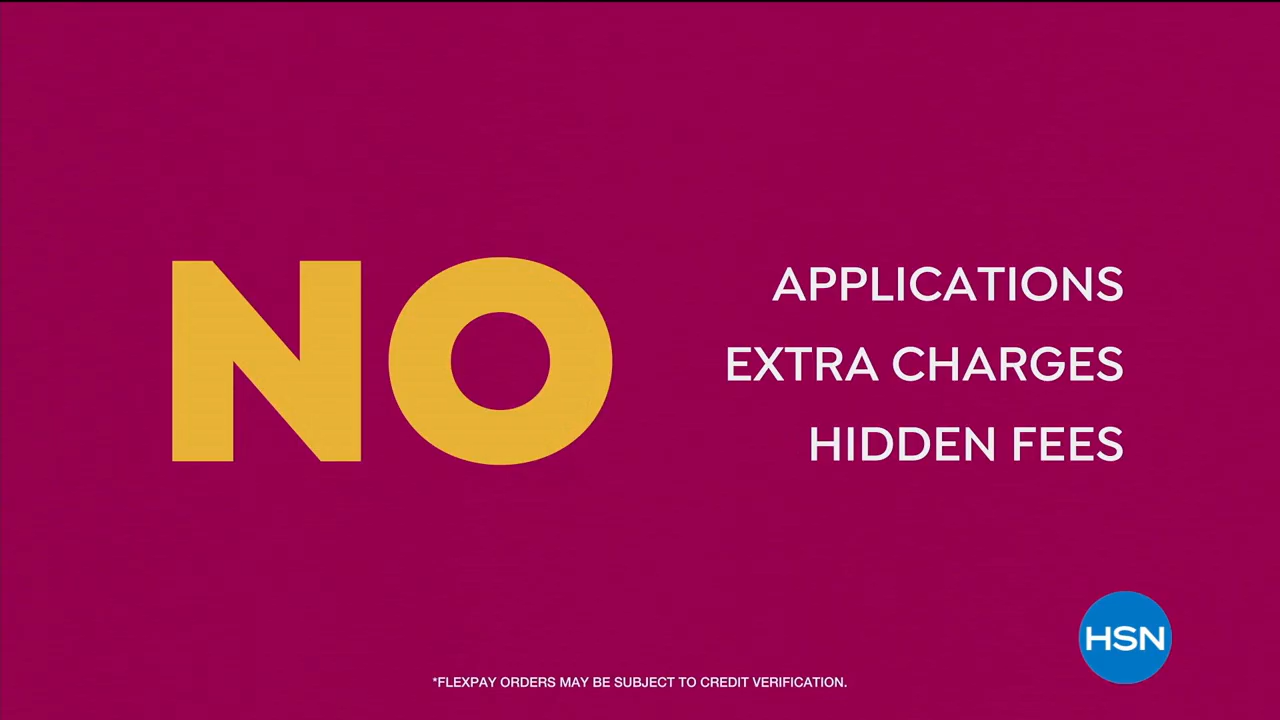 NO
APPLICATIONS
EXTRA CHARGES
HIDDEN FEES
HSN
*FLEXPAY ORDERS MAY BE SUBJECT TO CREDIT VERIFICATION.